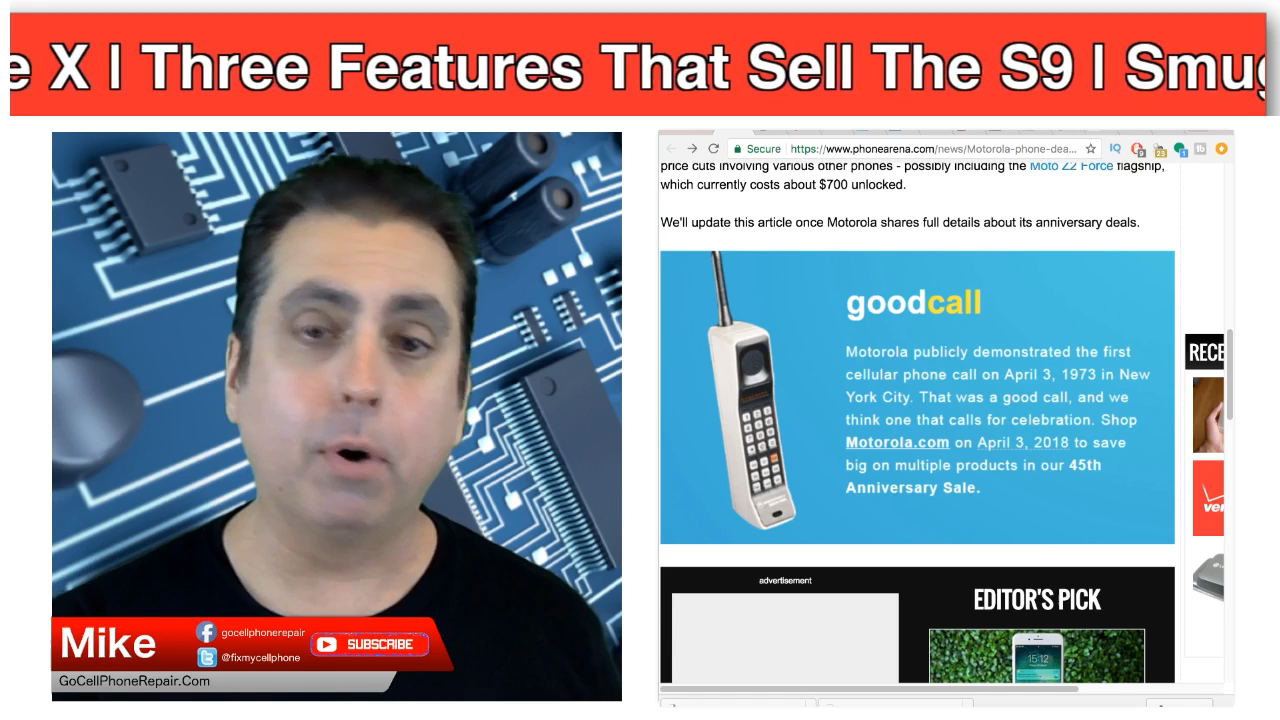 e X | Three Features That Sell The S9 | Smug
Secure https://www.phonearena.com/news/Motorola-phone-dea...
price cuts involving various other phones - possibly including the Moto Z2 Force flagship,
which currently costs about $700 unlocked.
We'll update this article once Motorola shares full details about its anniversary deals.
goodcall
Motorola publicly demonstrated the first
cellular phone call on April 3, 1973 in New
York City. That was a good call, and we
think one that calls for celebration. Shop
Motorola.com on April 3, 2018 to save
big on multiple products in our 45th
Anniversary Sale.
RECE
ver
advertisement
EDITOR'S PICK
15:12
Mike
gocellphonerepair
@fixmycellphone
SUBSCRIBE
GoCellPhoneRepair.Com